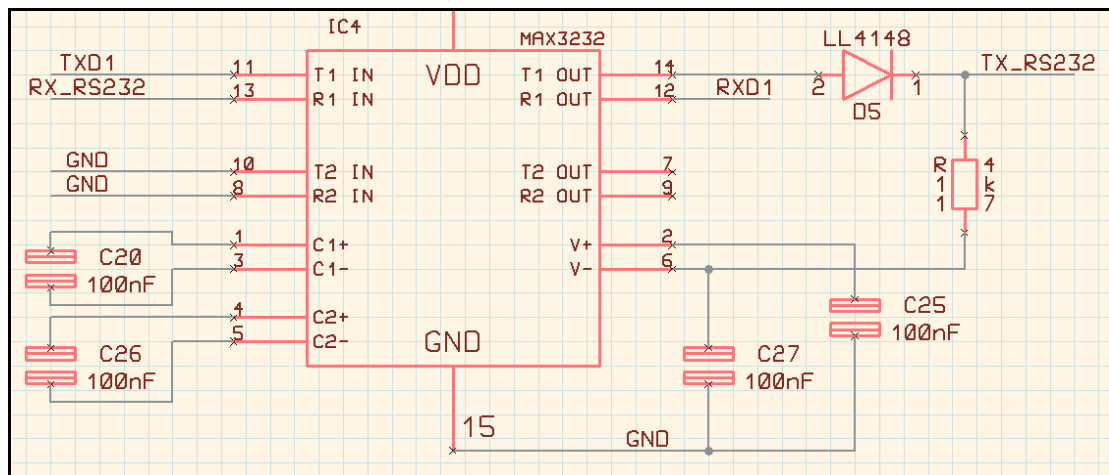 IC4
MAX3232
LL4148
TXD1
11
T1 IN
VDD
T1 OUT
14
2
1
TX_RS232
RX_RS232
13
R1 IN
R1 OUT
12
RXD1
D5
GND
10
T2 IN
T2 OUT
7
R 4
GND
8
R2 IN
R2 OUT
9
1 k
1 7
1
C1+
V+
2
C20
3
C1-
V-
6
100nF
4
C2+
C25
5
C2-
GND
100nF
C26
C27
100nF
100nF
15
GND